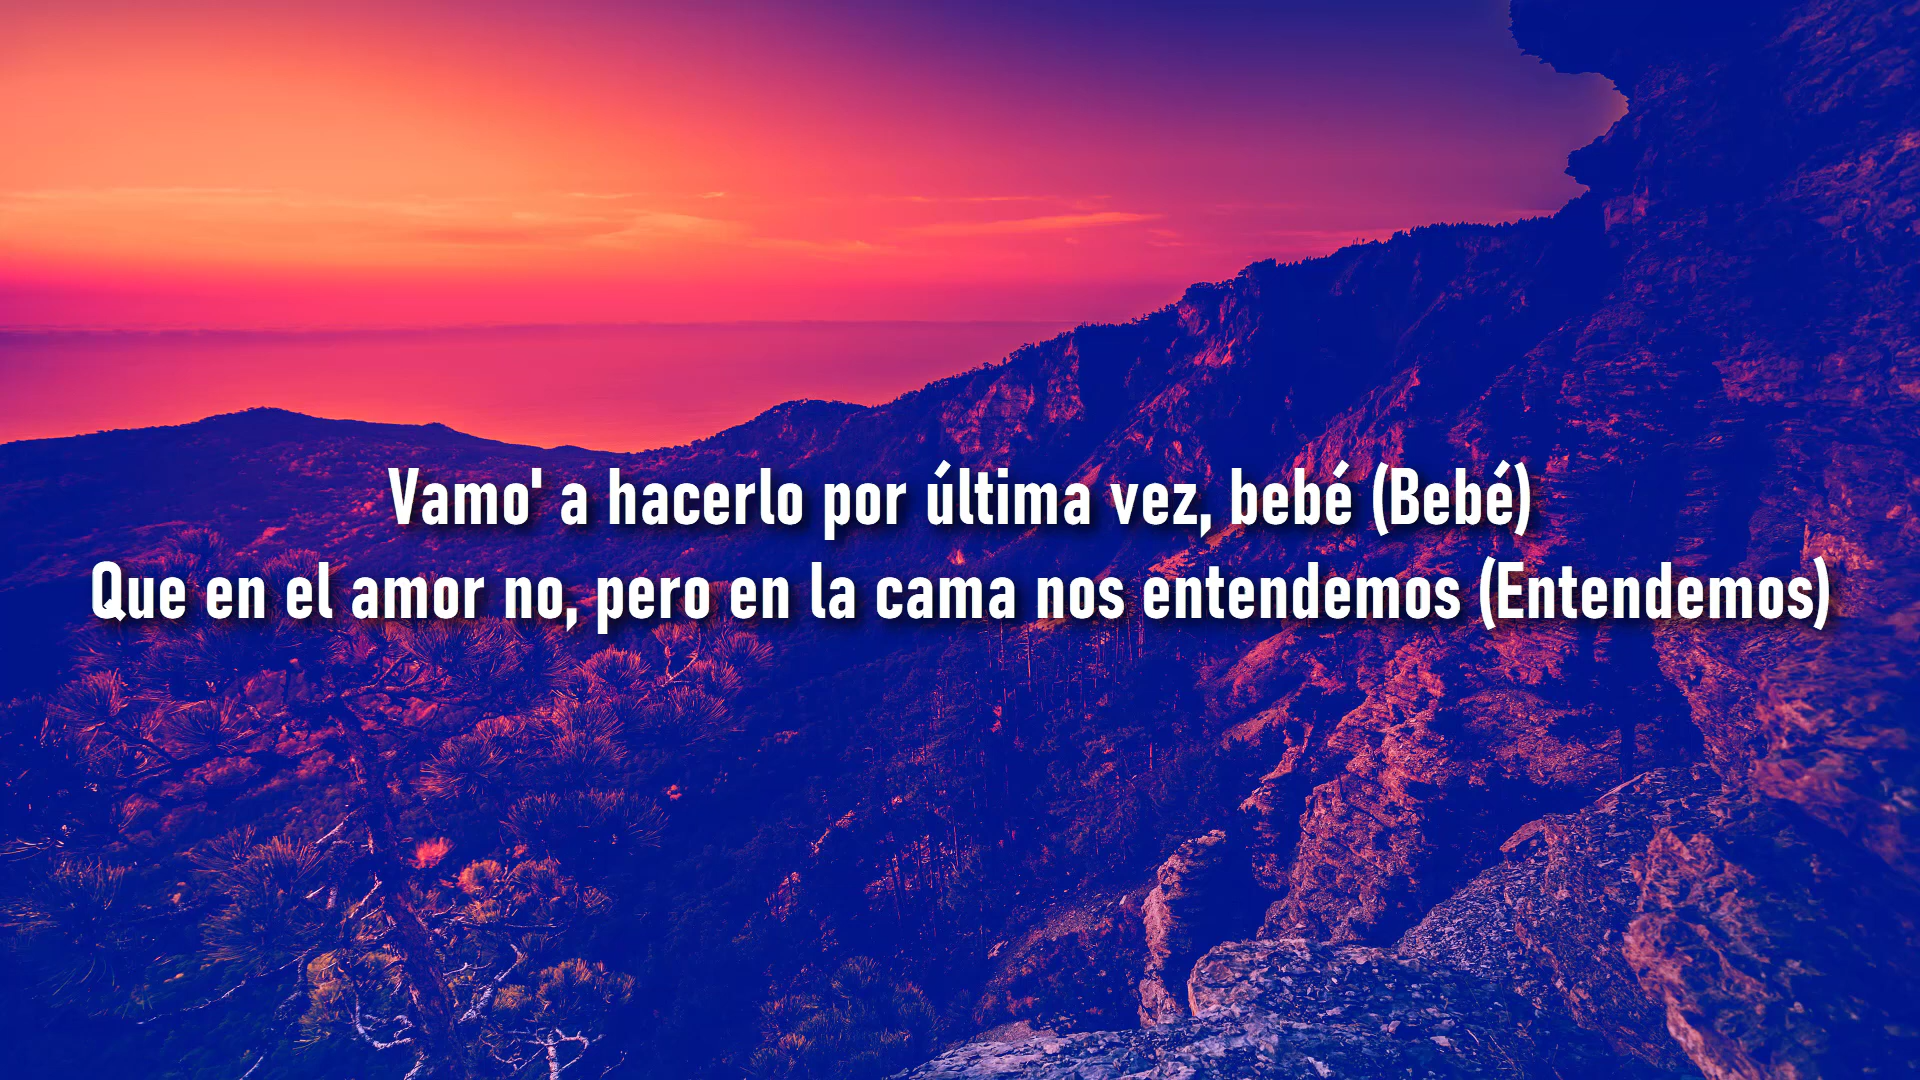 Vamo' a hacerlo por última vez, bebé (Bebé)
Que en el amor no, pero en la cama nos entendemos (Entendemos)